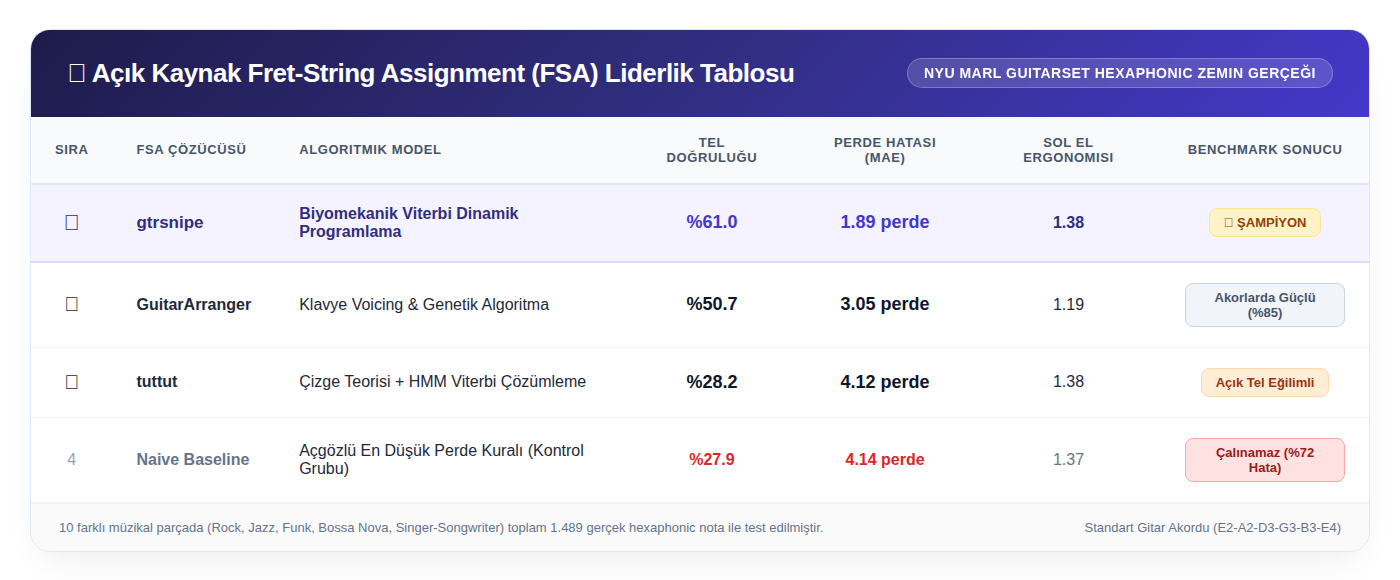 Açık Kaynak Fret-String Assignment (FSA) Liderlik Tablosu
NYU MARL GUITARSET HEXAPHONIC ZEMIN GERÇEĞI
SIRA
FSA ÇÖZÜCÜSÜ
ALGORITMIK MODEL
TEL
DOĞRULUĞU
PERDE HATASI
(MAE)
SOL EL
ERGONOMISI
BENCHMARK SONUCU
gtrsnipe
Biyomekanik Viterbi Dinamik
Programlama
%61.0
1.89 perde
1.38
ŞAMPİYON
GuitarArranger
Klavye Voicing & Genetik Algoritma
%50.7
3.05 perde
1.19
Akorlarda Güçlü
(%85)
tuttut
Çizge Teorisi + HMM Viterbi Çözümleme
%28.2
4.12 perde
1.38
Açık Tel Eğilimli
4
Naive Baseline
Açgözlü En Düşük Perde Kuralı (Kontrol
Grubu)
%27.9
4.14 perde
1.37
Çalınamaz (%72
Hata)
10 farklı müzikal parçada (Rock, Jazz, Funk, Bossa Nova, Singer-Songwriter) toplam 1.489 gerçek hexaphonic nota ile test edilmiştir.
Standart Gitar Akordu (E2-A2-D3-G3-B3-E4)